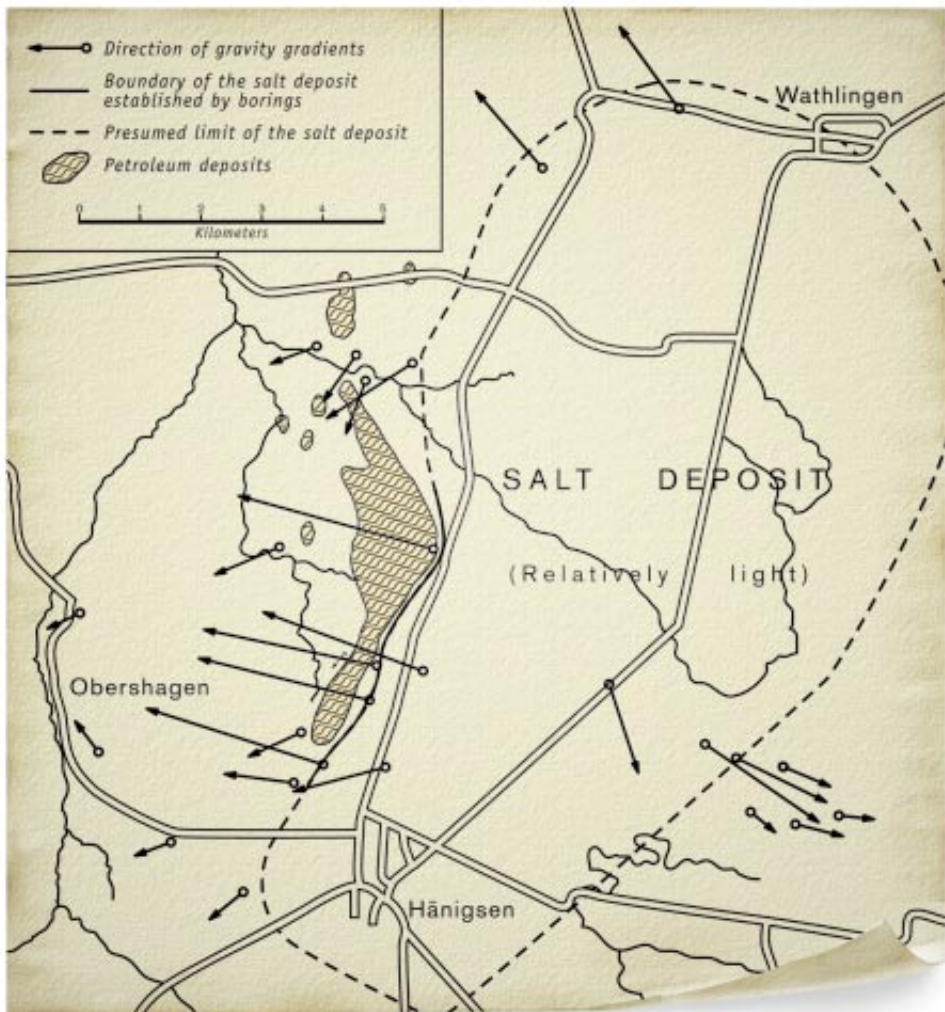 Direction of gravity gradients
Boundary of the salt deposit
established by borings
Presumed limit of the salt deposit
Petroleum deposits
0 1 2 3 4 5
Kilometers
Wathlingen
SALT DEPOSIT
(Relatively light)
Obershagen
Hänigsen